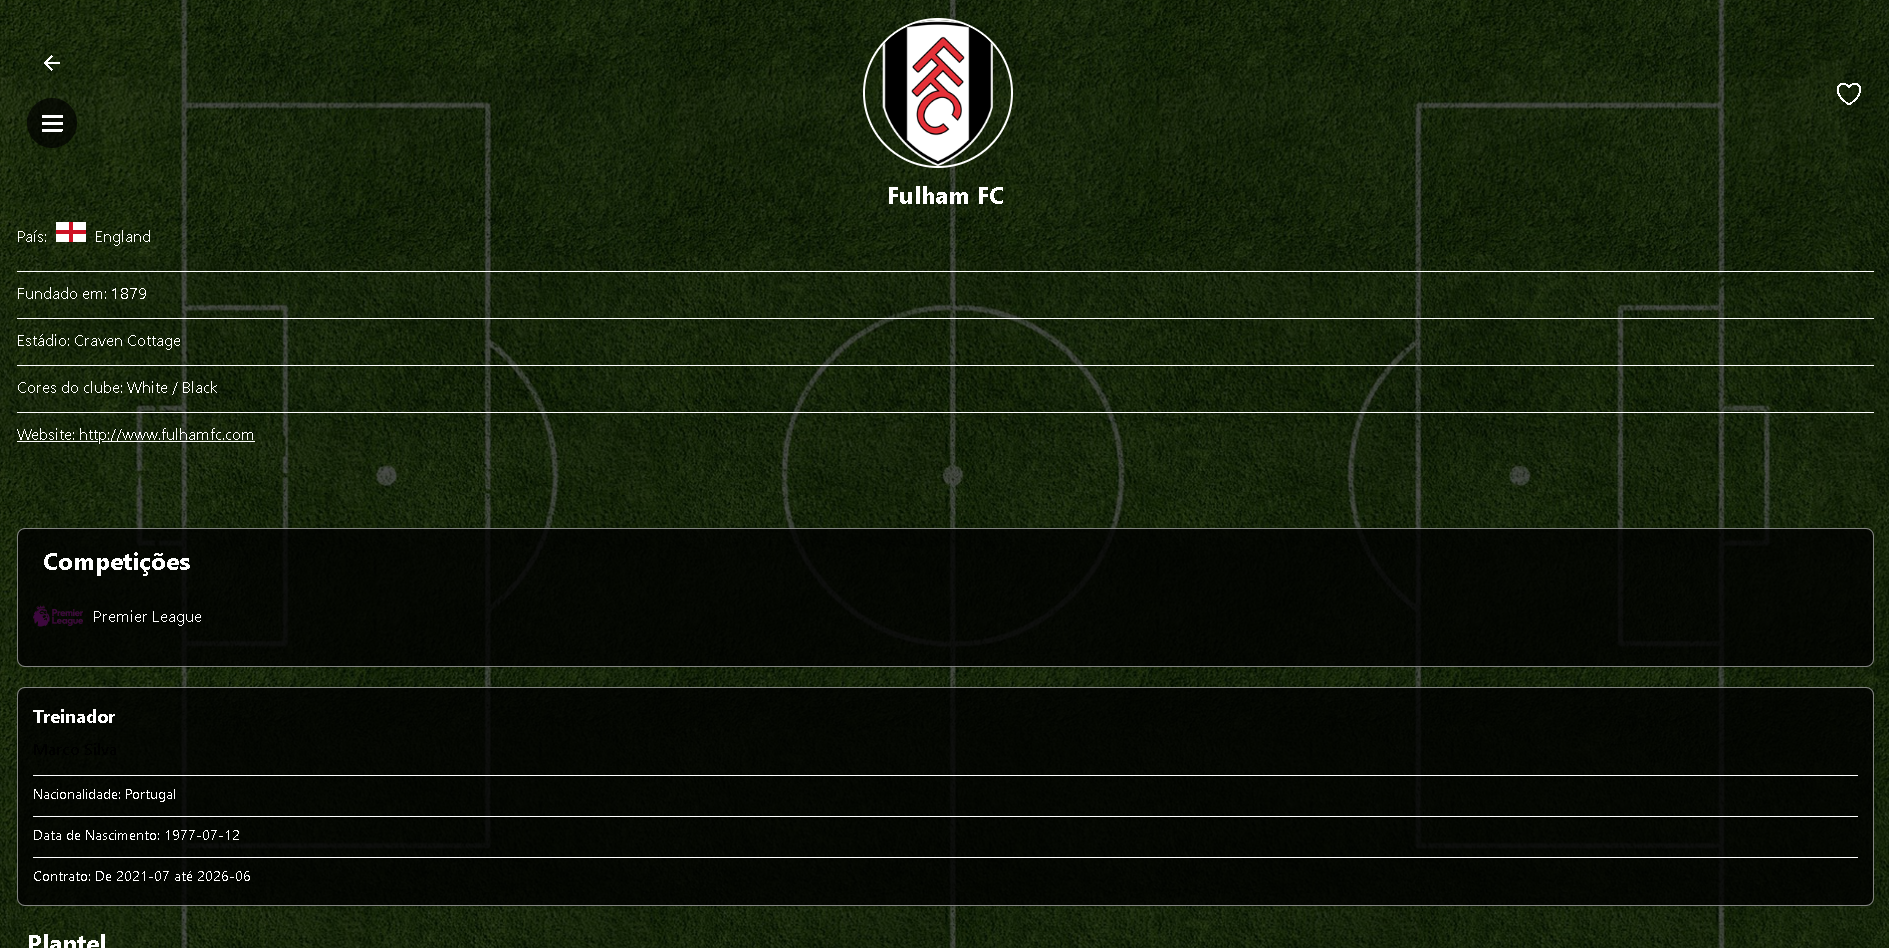 FFC
Fulham FC
País: England
Fundado em: 1879
Estádio: Craven Cottage
Cores do clube: White / Black
Website: http://www.fulhamfc.com
Competições
Premier League Premier League
Treinador
Marco Silva
Nacionalidade: Portugal
Data de Nascimento: 1977-07-12
Contrato: De 2021-07 até 2026-06
Plantel